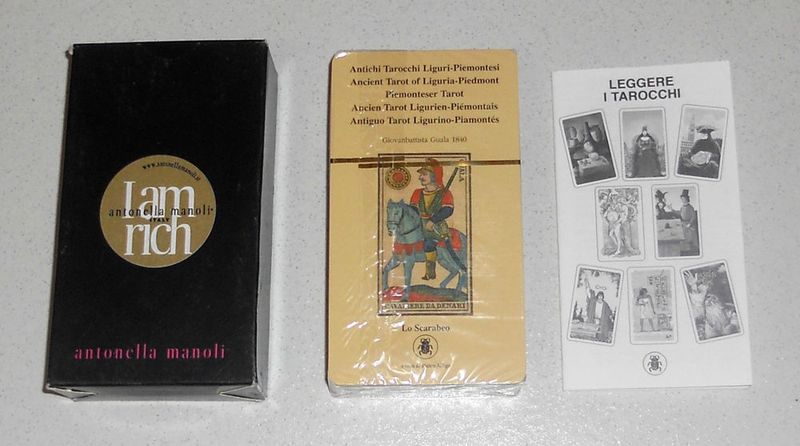 www.antonellamanoli.it
I am
antonella manoli
ITALY
rich
antonella manoli
Antichi Tarocchi Liguri-Piemontesi
Ancient Tarot of Liguria-Piedmont
Piemonteser Tarot
Ancien Tarot Ligurien-Piémontais
Antiguo Tarot Ligurino-Piamontés
Giovanbattista Guala 1840
CAVALIERE DA DENARI
Lo Scarabeo
LEGGERE
I TAROCCHI